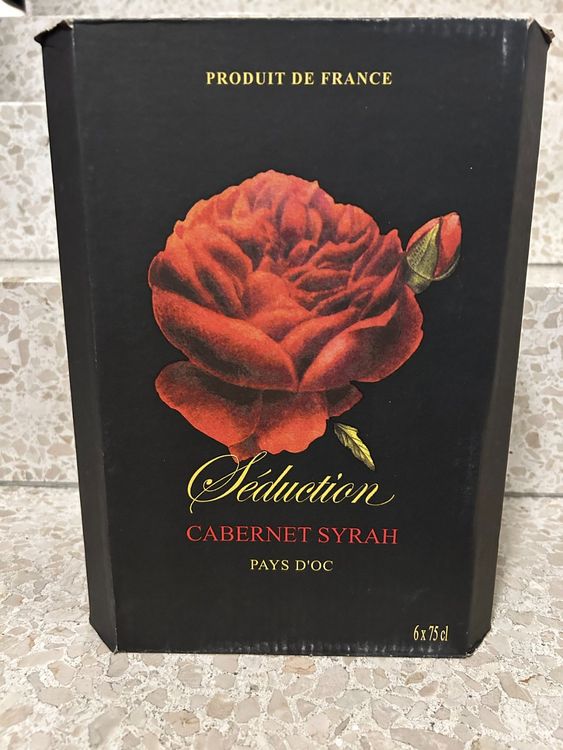 PRODUIT DE FRANCE
Séduction
CABERNET SYRAH
PAYS D'OC
6 x 75 cl